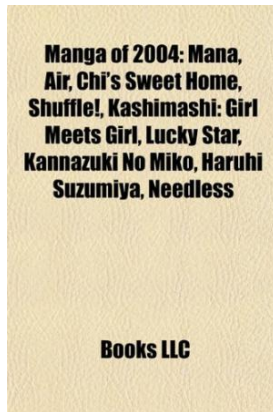 Manga of 2004: Mana,
Air, Chi's Sweet Home,
Shuffle!, Kashimashi: Girl
Meets Girl, Lucky Star,
Kannazuki No Miko, Haruhi
Suzumiya, Needless
Books LLC